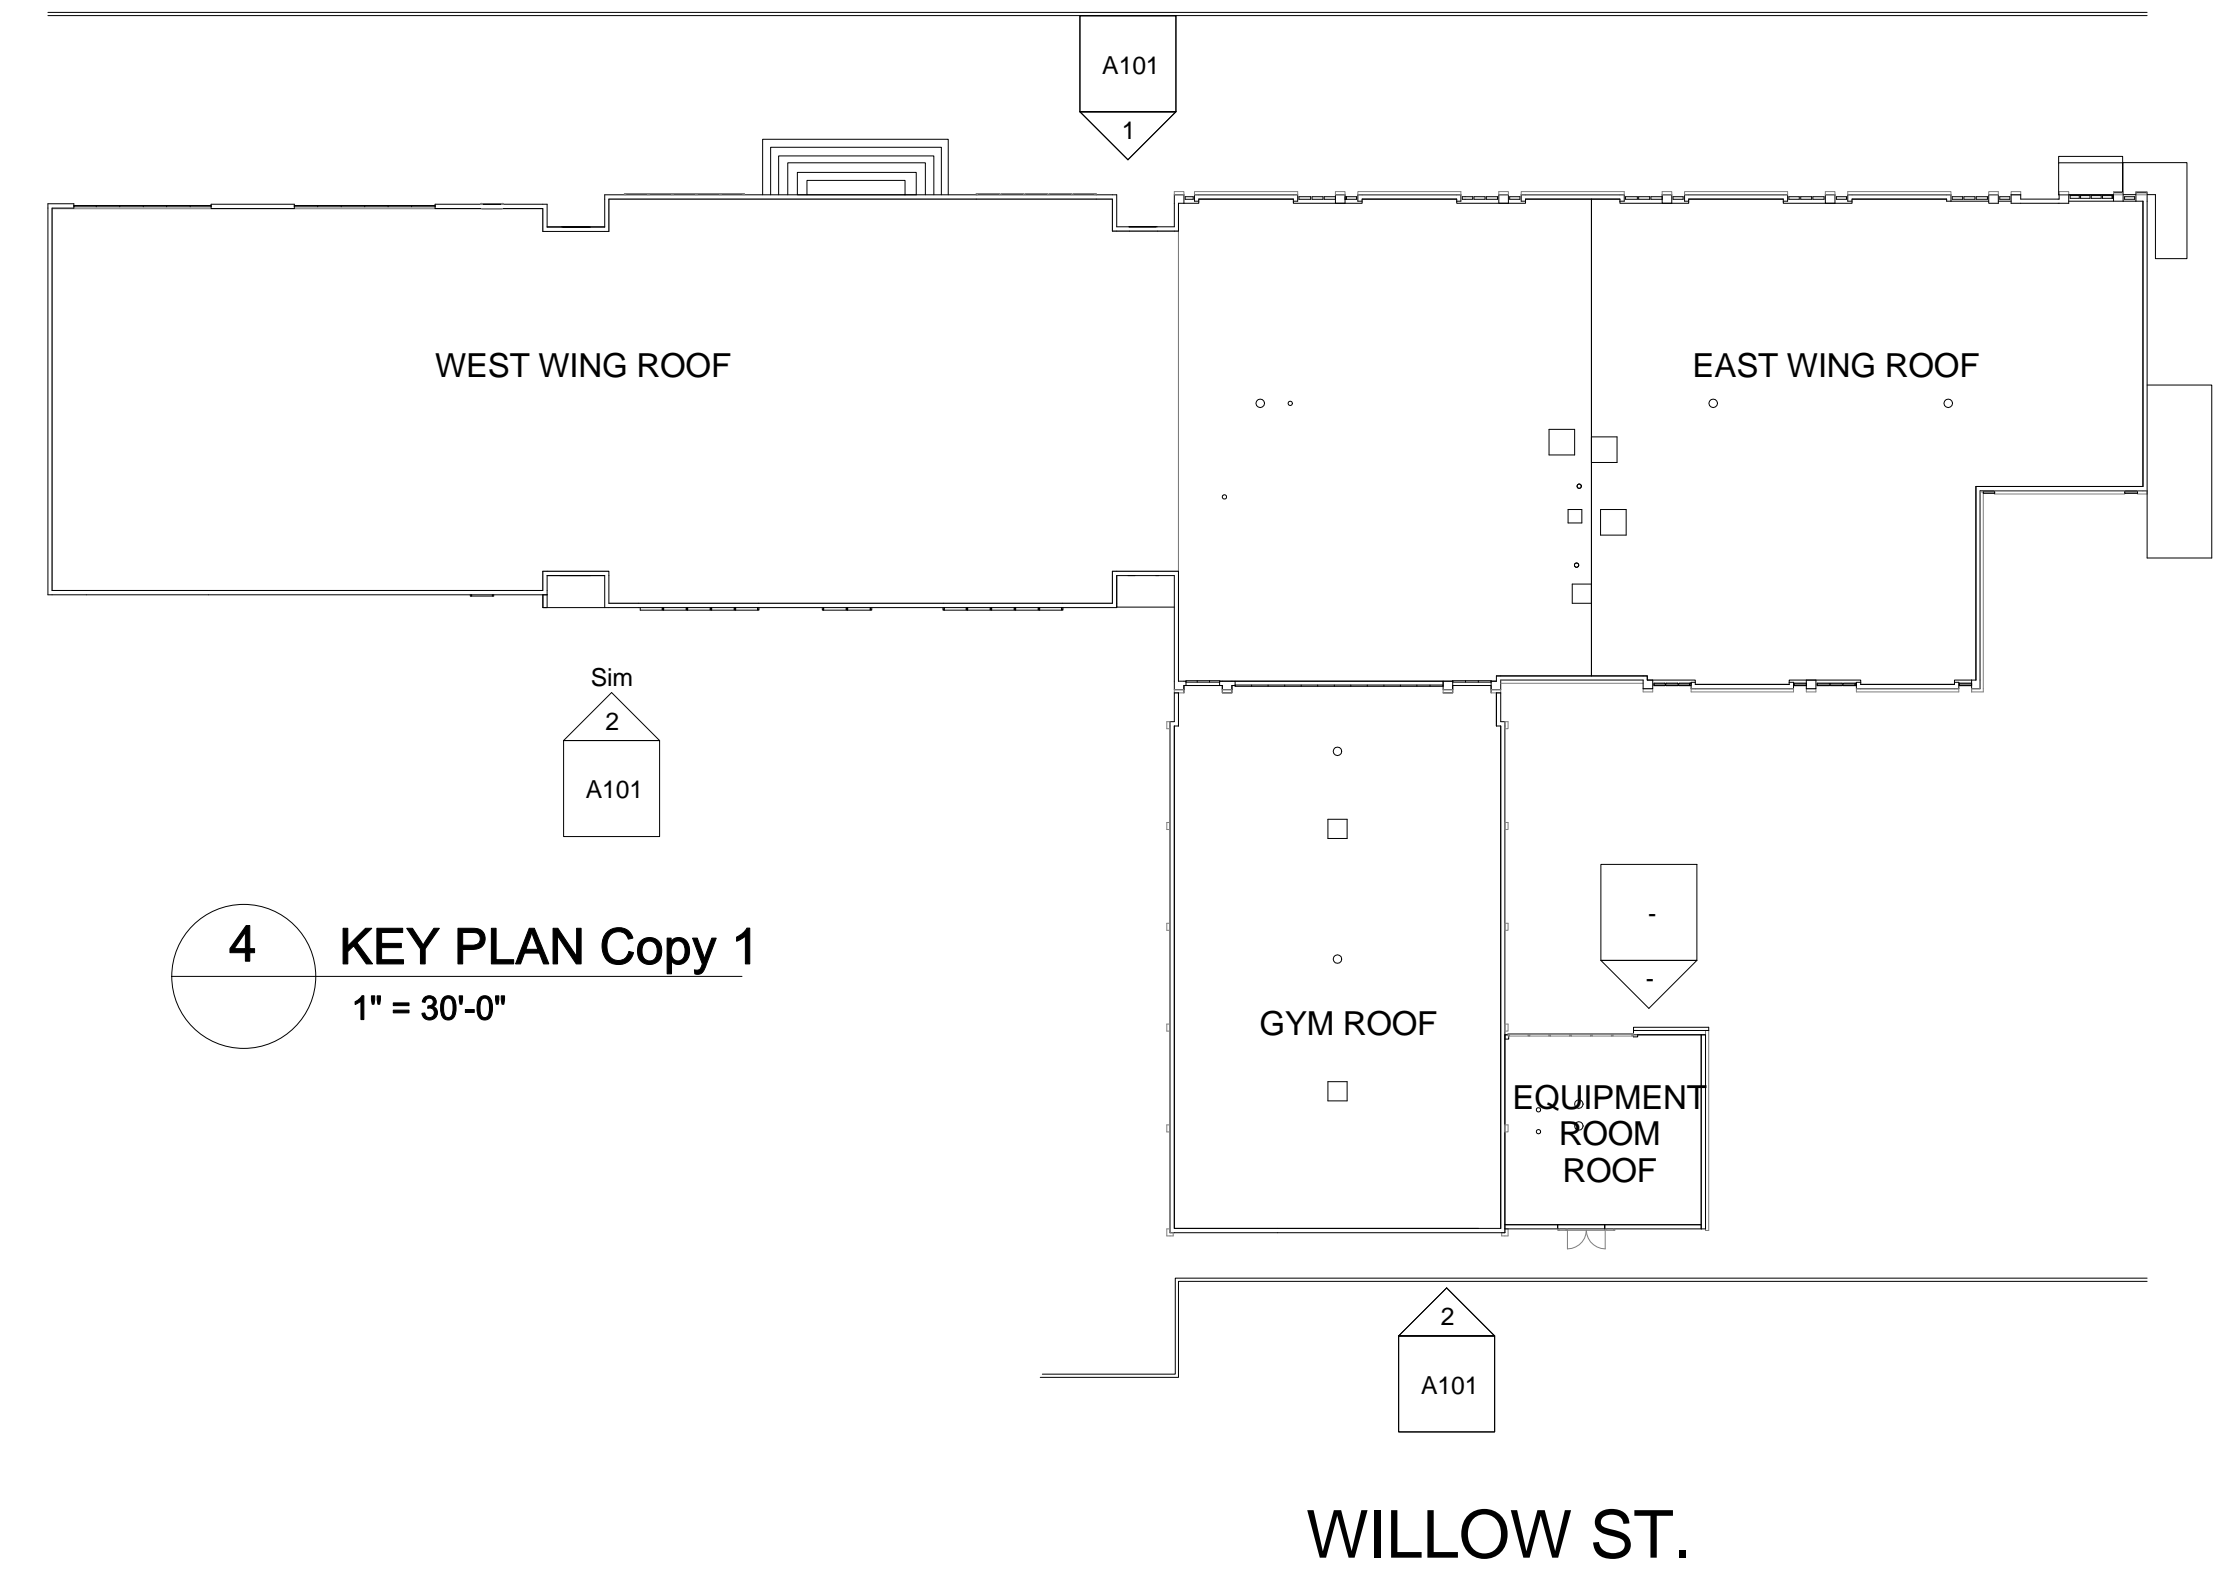 A101
1
WEST WING ROOF
EAST WING ROOF
Sim
2
A101
4
KEY PLAN Copy 1
1" = 30'-0"
-
-
GYM ROOF
EQUIPMENT
ROOM
ROOF
2
A101
WILLOW ST.